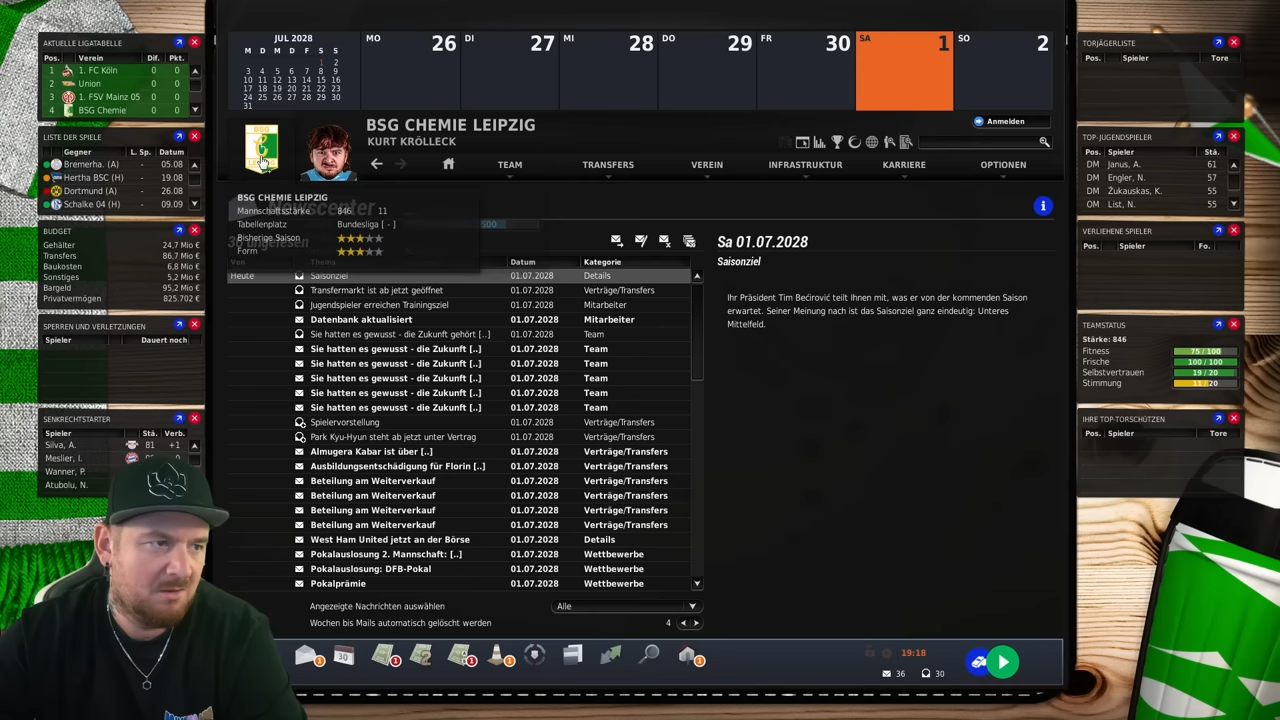 AKTUELLE LIGATABELLE
Pos. Verein Dif. Pkt.
1 1. FC Köln 0 0
2 Union 0 0
3 1. FSV Mainz 05 0 0
4 BSG Chemie 0 0
LISTE DER SPIELE
Gegner L. Sp. Datum
Bremerha. (A) - 05.08
Hertha BSC (H) - 19.08
Dortmund (A) - 26.08
Schalke 04 (H) - 09.09
BUDGET
Gehälter 24,7 Mio €
Transfers 86,7 Mio €
Baukosten 6,8 Mio €
Sonstiges 5,2 Mio €
Bargeld 95,2 Mio €
Privatvermögen 825.702 €
SPERREN UND VERLETZUNGEN
Spieler Dauert noch
SENKRECHTSTARTER
Spieler Stä. Verb.
Silva, A. 81 +1
Meslier, I.
Wanner, P.
Atubolu, N.
JUL 2028
M D M D F S S
1 2
3 4 5 6 7 8 9
10 11 12 13 14 15 16
17 18 19 20 21 22 23
24 25 26 27 28 29 30
31
MO 26 DI 27 MI 28 DO 29 FR 30 SA 1 SO 2
BSG
BSG CHEMIE LEIPZIG
KURT KRÖLLECK
Anmelden
TEAM TRANSFERS VEREIN INFRASTRUKTUR KARRIERE OPTIONEN
BSG CHEMIE LEIPZIG
Mannschaftsstärke 846 11
Tabellenplatz Bundesliga [ - ]
Bisherige Saison
Form
Newscenter
Von Thema Datum Kategorie
Heute Saisonziel 01.07.2028 Details
Transfermarkt ist ab jetzt geöffnet 01.07.2028 Verträge/Transfers
Jugendspieler erreichen Trainingsziel 01.07.2028 Mitarbeiter
Datenbank aktualisiert 01.07.2028 Mitarbeiter
Sie hatten es gewusst - die Zukunft gehört [..] 01.07.2028 Team
Sie hatten es gewusst - die Zukunft [..] 01.07.2028 Team
Sie hatten es gewusst - die Zukunft [..] 01.07.2028 Team
Sie hatten es gewusst - die Zukunft [..] 01.07.2028 Team
Sie hatten es gewusst - die Zukunft [..] 01.07.2028 Team
Sie hatten es gewusst - die Zukunft [..] 01.07.2028 Team
Spielervorstellung 01.07.2028 Verträge/Transfers
Park Kyu-Hyun steht ab jetzt unter Vertrag 01.07.2028 Verträge/Transfers
Almugera Kabar ist über [..] 01.07.2028 Verträge/Transfers
Ausbildungsentschädigung für Florin [..] 01.07.2028 Verträge/Transfers
Beteilung am Weiterverkauf 01.07.2028 Verträge/Transfers
Beteilung am Weiterverkauf 01.07.2028 Verträge/Transfers
Beteilung am Weiterverkauf 01.07.2028 Verträge/Transfers
Beteilung am Weiterverkauf 01.07.2028 Verträge/Transfers
West Ham United jetzt an der Börse 01.07.2028 Details
Pokalauslosung 2. Mannschaft: [..] 01.07.2028 Wettbewerbe
Pokalauslosung: DFB-Pokal 01.07.2028 Wettbewerbe
Pokalprämie 01.07.2028 Wettbewerbe
Angezeigte Nachrichten auswählen Alle
Wochen bis Mails automatisch gelöscht werden 4
Sa 01.07.2028
Saisonziel
Ihr Präsident Tim Bećirović teilt Ihnen mit, was er von der kommenden Saison
erwartet. Seiner Meinung nach ist das Saisonziel ganz eindeutig: Unteres
Mittelfeld.
30
19:18
36 30
TORJÄGERLISTE
Pos. Spieler Tore
TOP-JUGENDSPIELER
Pos. Spieler Stä.
DM Janus, A. 61
DM Engler, N. 57
DM Žukauskas, K. 55
OM List, N. 55
VERLIEHENE SPIELER
Pos. Spieler Fo.
TEAMSTATUS
Stärke: 846
Fitness 75 / 100
Frische 100 / 100
Selbstvertrauen 19 / 20
Stimmung 11 / 20
IHRE TOP-TORSCHÜTZEN
Pos. Spieler Tore